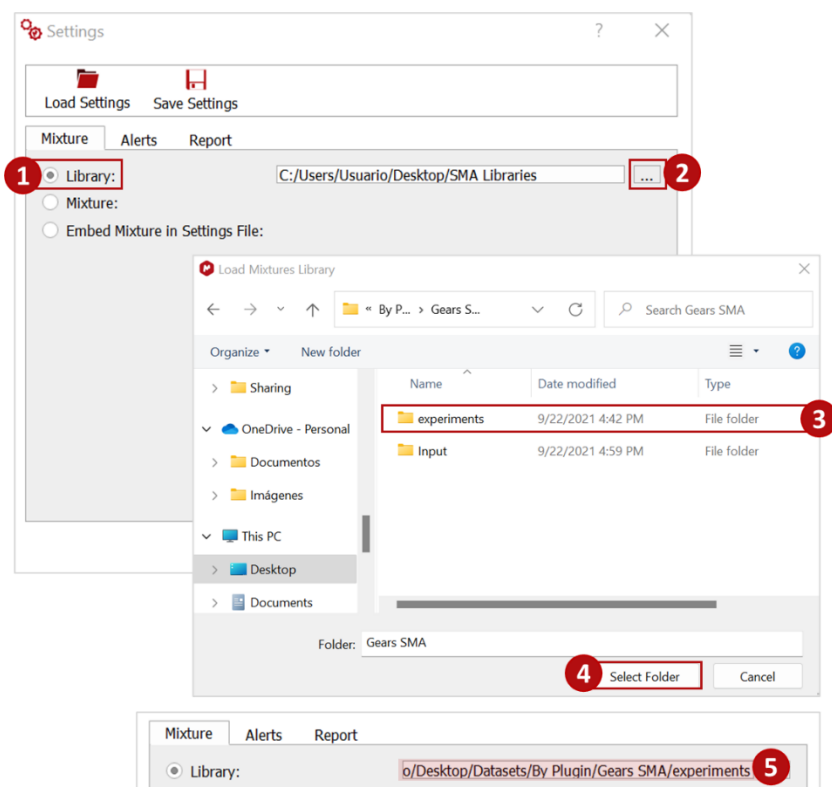 Settings ?
Load Settings Save Settings
Mixture Alerts Report
1 Library: C:/Users/Usuario/Desktop/SMA Libraries ... 2
Mixture:
Embed Mixture in Settings File:
Load Mixtures Library
« By P... > Gears S... Search Gears SMA
Organize New folder ?
Name Date modified Type
Sharing
experiments 9/22/2021 4:42 PM File folder 3
OneDrive - Personal
Input 9/22/2021 4:59 PM File folder
Documentos
Imágenes
This PC
Desktop
Documents
Folder: Gears SMA
4 Select Folder Cancel
Mixture Alerts Report
Library: o/Desktop/Datasets/By Plugin/Gears SMA/experiments 5